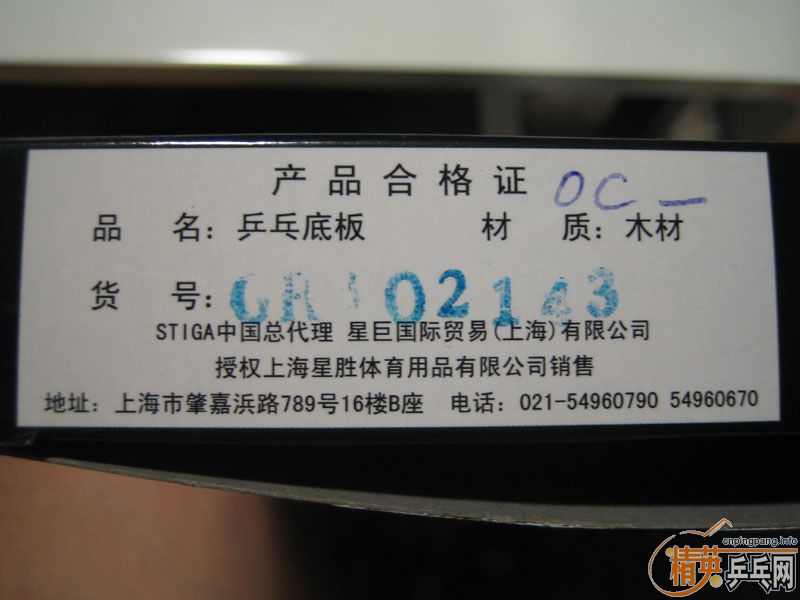 产品合格证 OC—
品 名：乒乓底板 材 质：木材
货 号：
STIGA中国总代理 星巨国际贸易(上海)有限公司
授权上海星胜体育用品有限公司销售
地址：上海市肇嘉浜路789号16楼B座 电话：021-54960790 54960670
cnpingpang.info
精英乒乓网